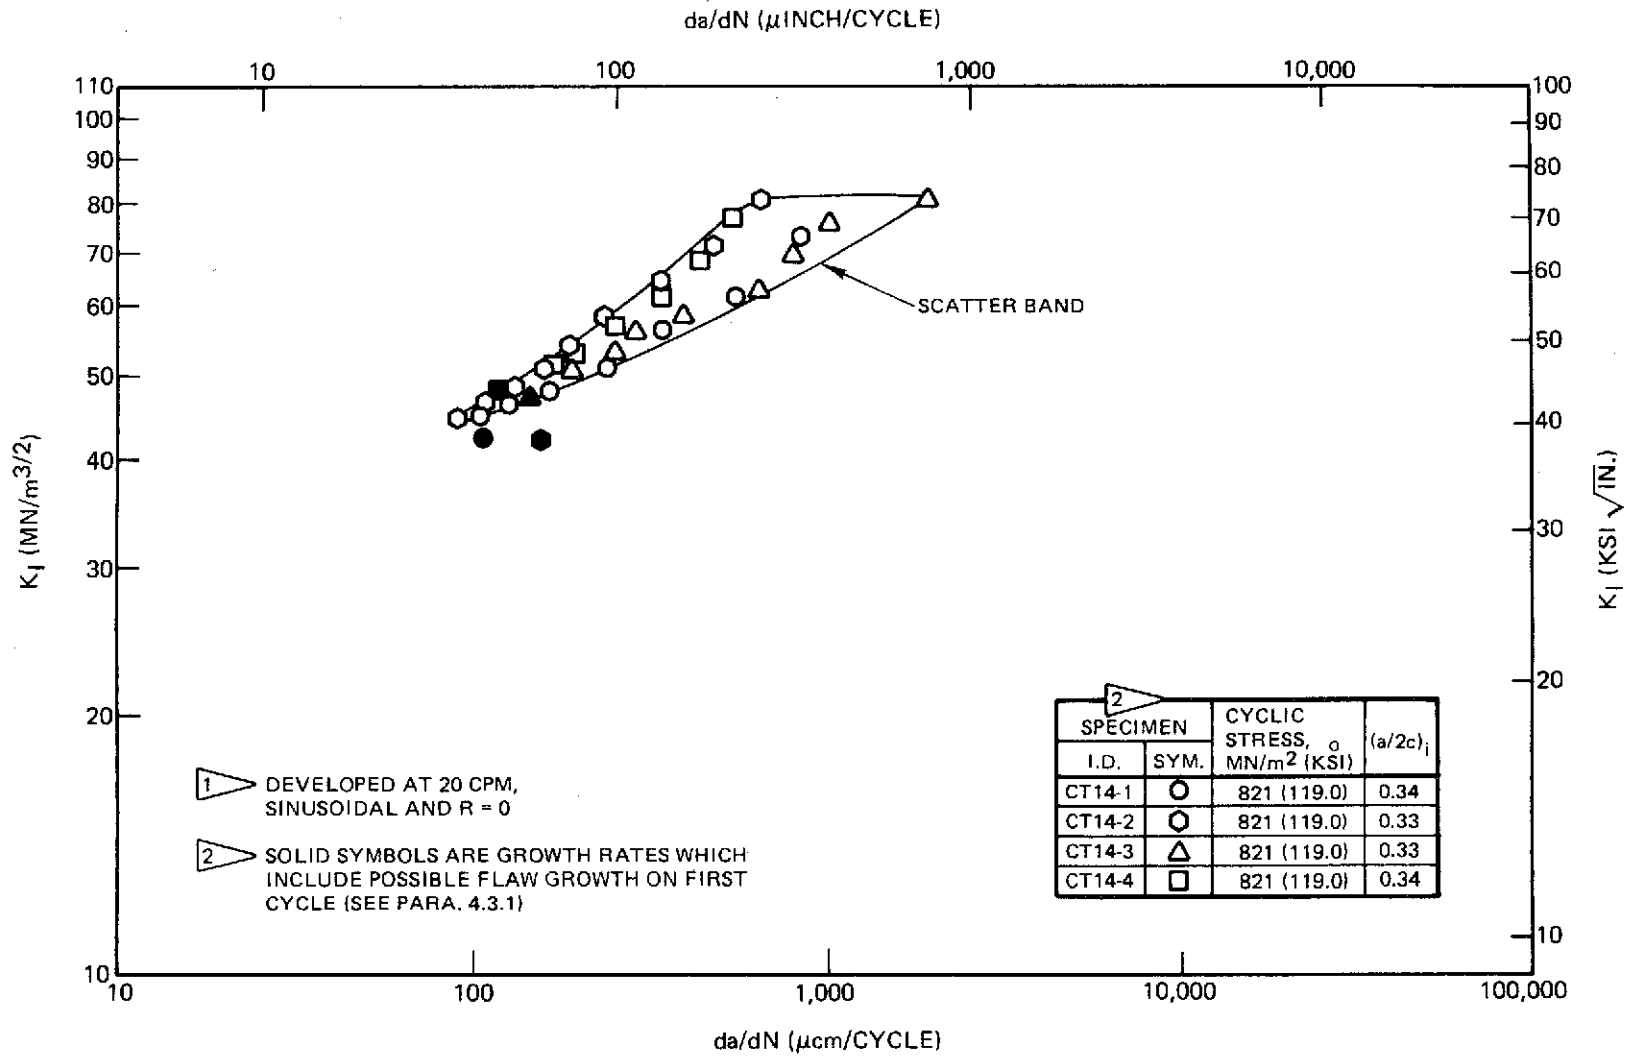 da/dN (μINCH/CYCLE)
10 100 1,000 10,000
110
100
90
80
70
60
50
40
30
20
10
K_I (MN/m^3/2)
100
90
80
70
60
50
40
30
20
10
K_I (KSI √IN.)
SCATTER BAND
1 DEVELOPED AT 20 CPM,
SINUSOIDAL AND R = 0
2 SOLID SYMBOLS ARE GROWTH RATES WHICH
INCLUDE POSSIBLE FLAW GROWTH ON FIRST
CYCLE (SEE PARA. 4.3.1)
2
SPECIMEN
CYCLIC
STRESS, o
MN/m² (KSI)
(a/2c)i
I.D. SYM.
CT14-1 821 (119.0) 0.34
CT14-2 821 (119.0) 0.33
CT14-3 821 (119.0) 0.33
CT14-4 821 (119.0) 0.34
10 100 1,000 10,000 100,000
da/dN (μcm/CYCLE)